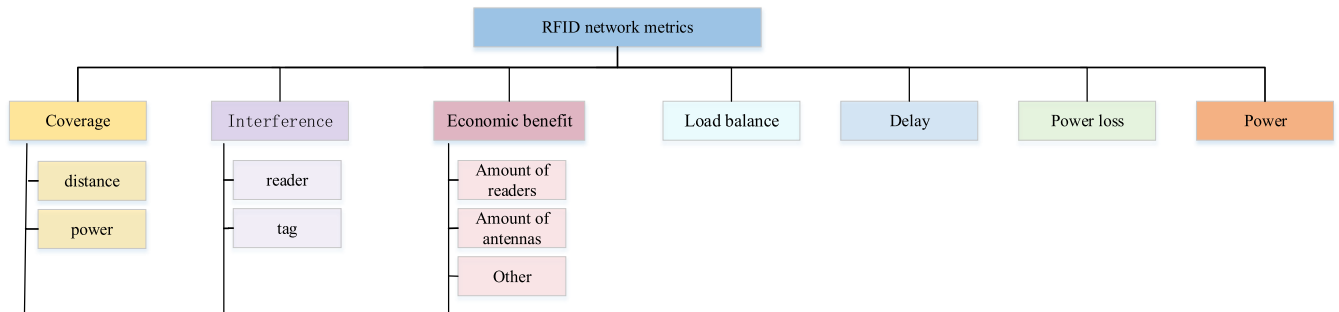 RFID network metrics
Coverage
Interference
Economic benefit
Load balance
Delay
Power loss
Power
distance
power
reader
tag
Amount of
readers
Amount of
antennas
Other